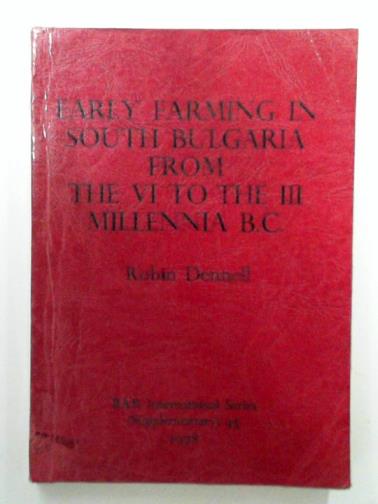 EARLY FARMING IN
SOUTH BULGARIA
FROM
THE VI TO THE III
MILLENNIA B.C.
Robin Dennell
BAR International Series
(Supplementary) 45
1978